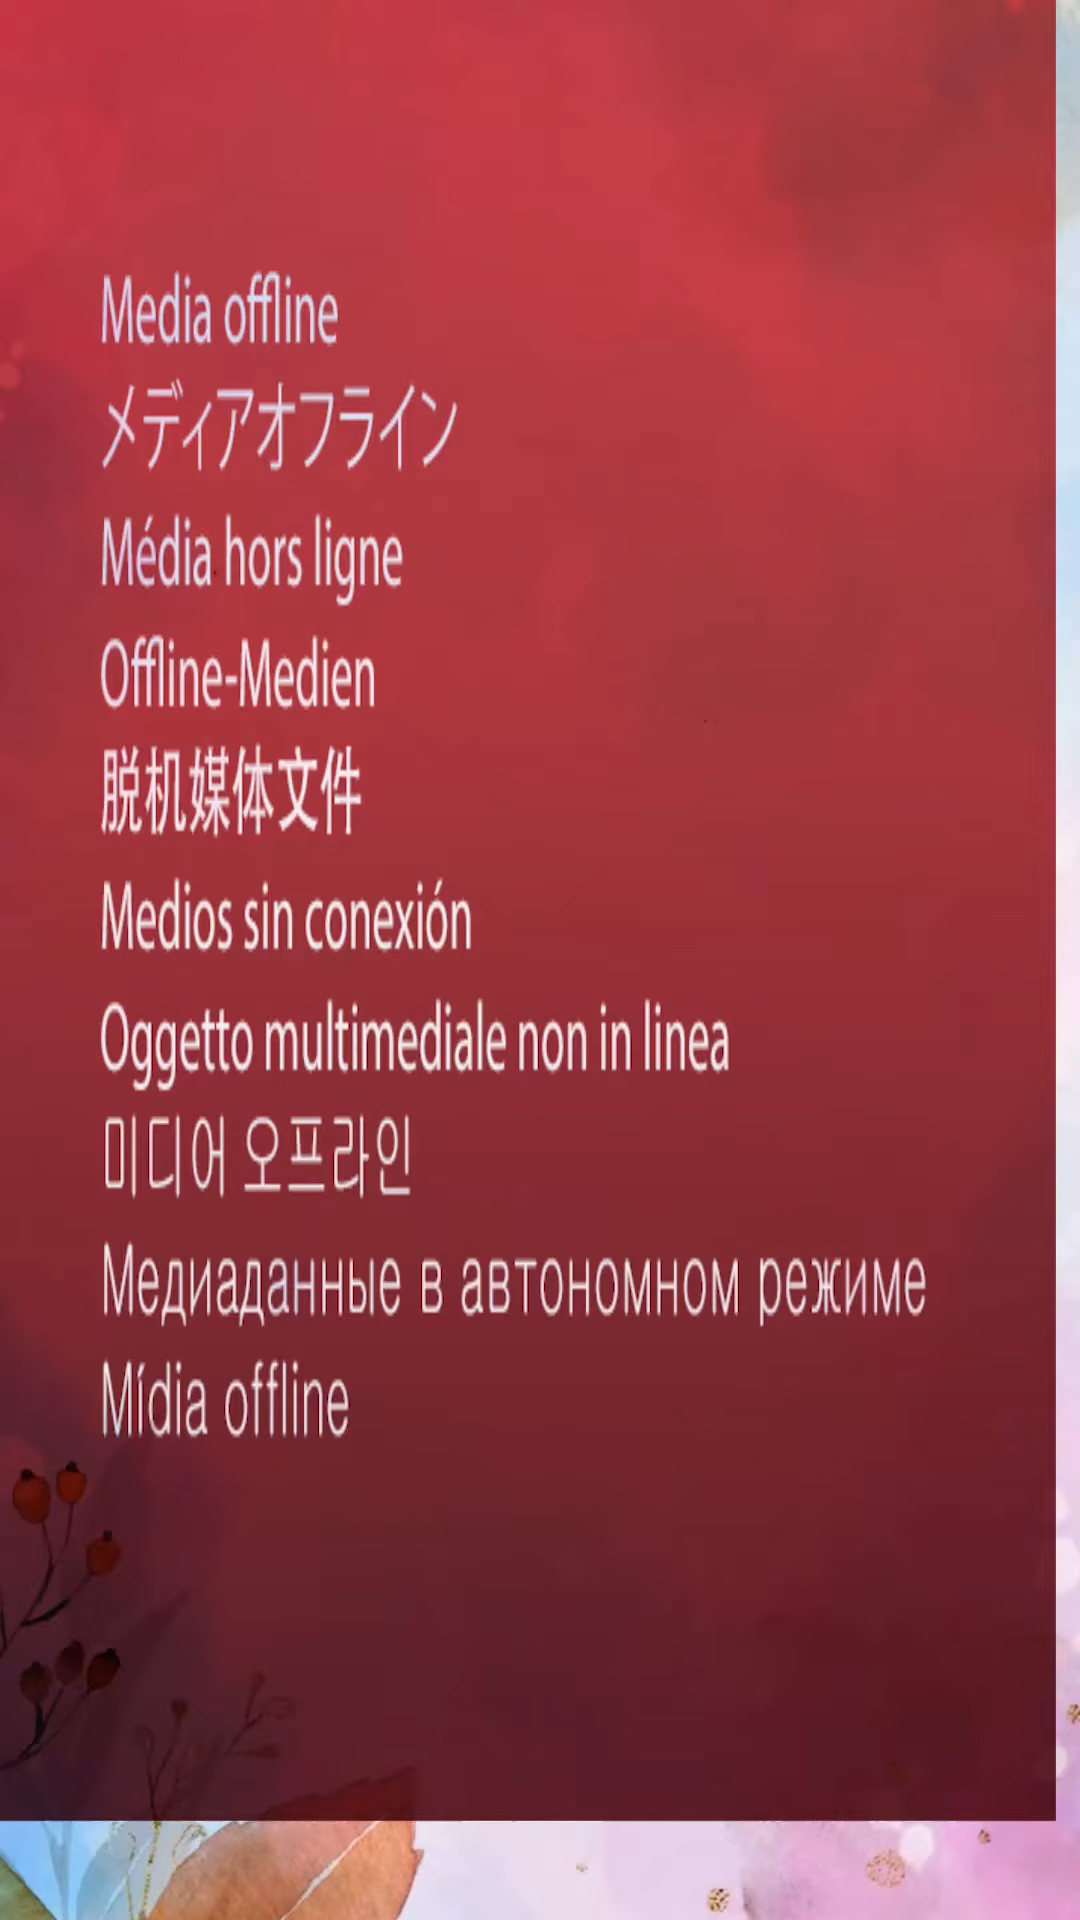 Media offline
メディアオフライン
Média hors ligne
Offline-Medien
脱机媒体文件
Medios sin conexión
Oggetto multimediale non in linea
미디어 오프라인
Медиаданные в автономном режиме
Mídia offline